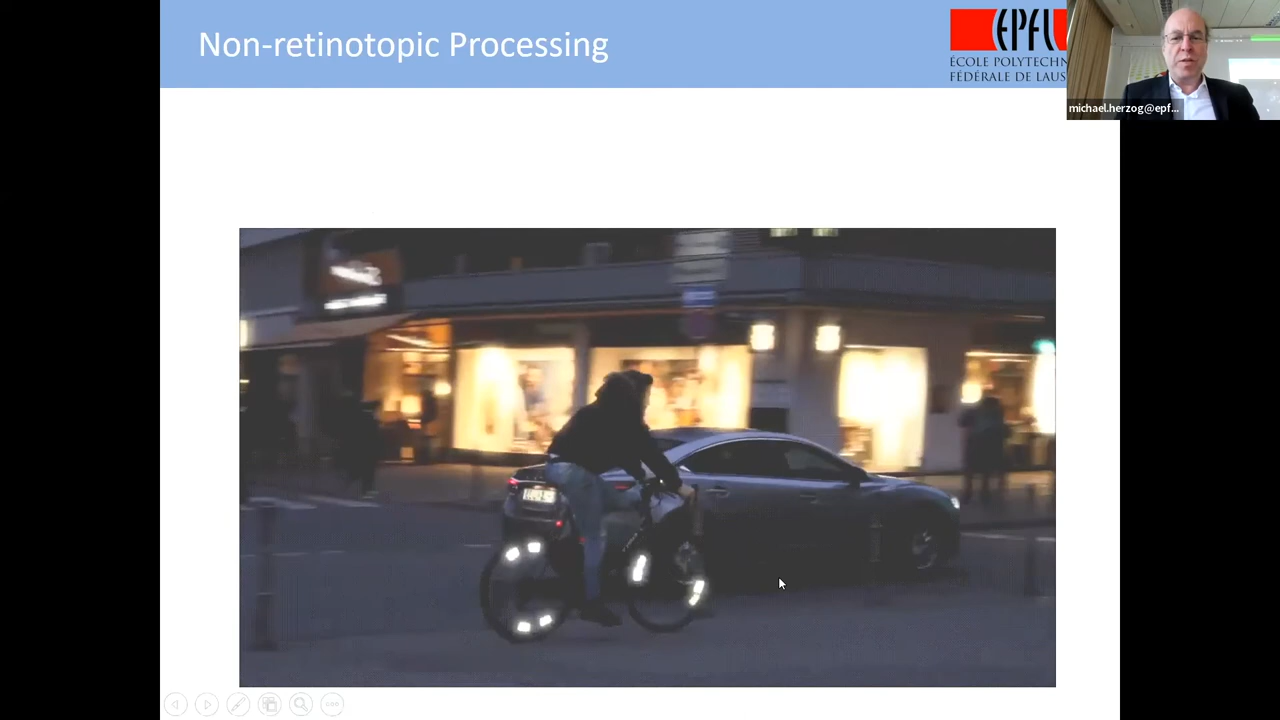 Non-retinotopic Processing
EPFL
ÉCOLE POLYTECHN
FÉDÉRALE DE LAUS
michael.herzog@epf...